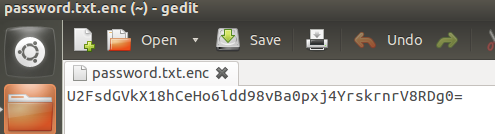 password.txt.enc (~) - gedit
Open
Save
Undo
password.txt.enc
U2FsdGVkX18hCeHo6ldd98vBa0pxj4YrskrnrV8RDg0=